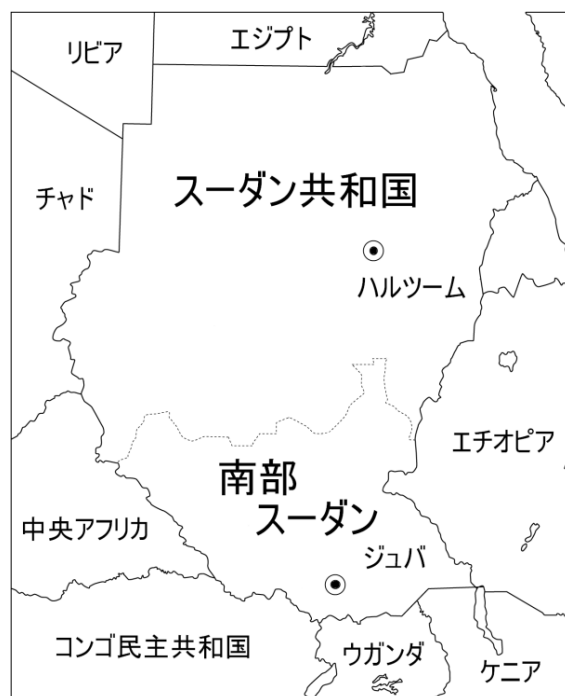 リビア
エジプト
チャド
スーダン共和国
ハルツーム
エチオピア
南部
スーダン
中央アフリカ
ジュバ
コンゴ民主共和国
ウガンダ
ケニア